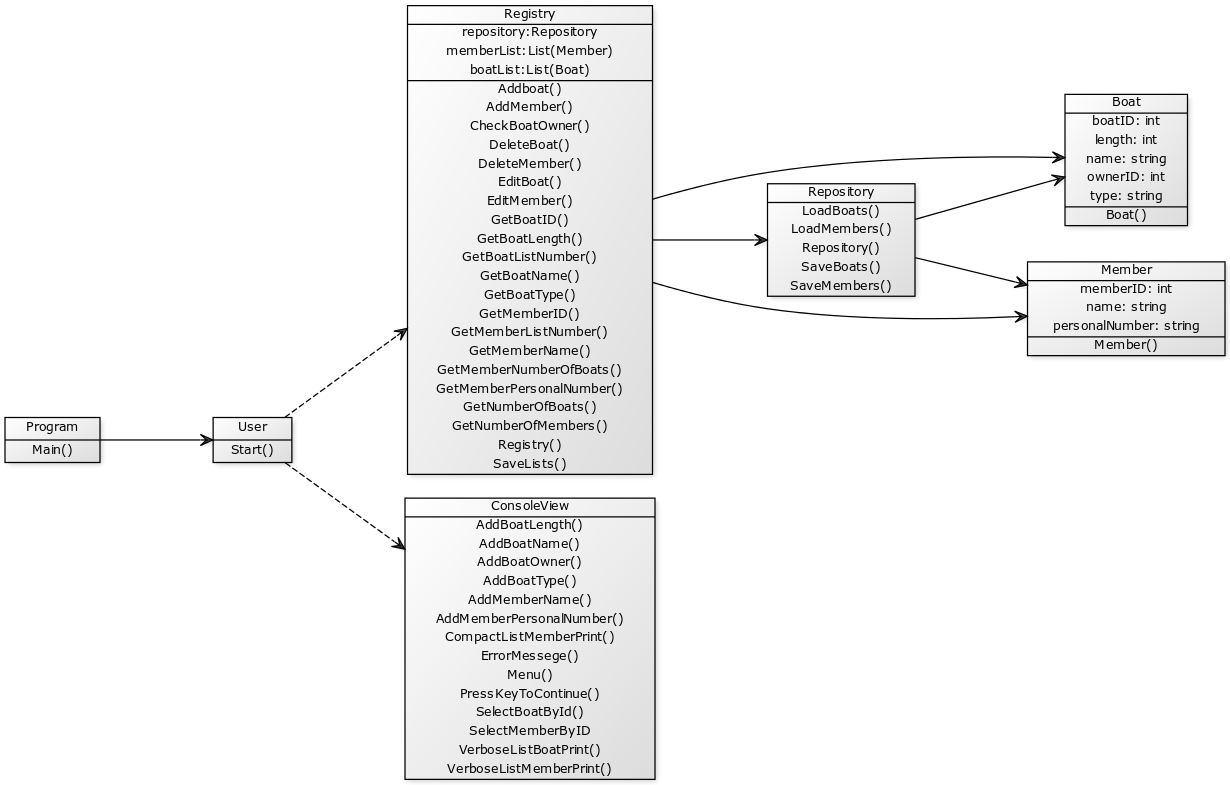 Registry
repository:Repository
memberList:List(Member)
boatList:List(Boat)
Addboat()
AddMember()
CheckBoatOwner()
DeleteBoat()
DeleteMember()
EditBoat()
EditMember()
GetBoatID()
GetBoatLength()
GetBoatListNumber()
GetBoatName()
GetBoatType()
GetMemberID()
GetMemberListNumber()
GetMemberName()
GetMemberNumberOfBoats()
GetMemberPersonalNumber()
GetNumberOfBoats()
GetNumberOfMembers()
Registry()
SaveLists()
Boat
boatID: int
length: int
name: string
ownerID: int
type: string
Boat()
Repository
LoadBoats()
LoadMembers()
Repository()
SaveBoats()
SaveMembers()
Member
memberID: int
name: string
personalNumber: string
Member()
Program
Main()
User
Start()
ConsoleView
AddBoatLength()
AddBoatName()
AddBoatOwner()
AddBoatType()
AddMemberName()
AddMemberPersonalNumber()
CompactListMemberPrint()
ErrorMessege()
Menu()
PressKeyToContinue()
SelectBoatById()
SelectMemberByID
VerboseListBoatPrint()
VerboseListMemberPrint()